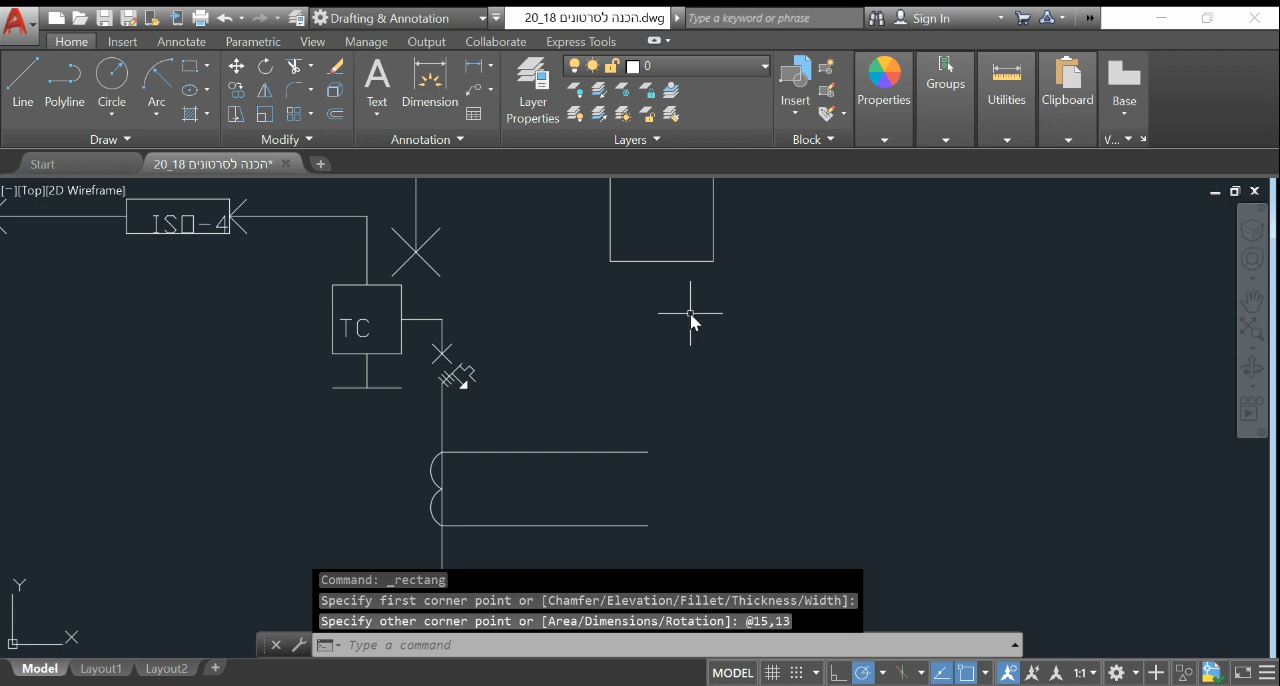 Drafting & Annotation
הכנה לסרטונים 20_18.dwg
Type a keyword or phrase
Sign In
Home Insert Annotate Parametric View Manage Output Collaborate Express Tools
0
Line Polyline Circle Arc
Text Dimension
Layer Properties
Insert
Properties
Groups
Utilities
Clipboard
Base
Draw Modify Annotation Layers Block V...
Start
הכנה לסרטונים 20_18*
[−][Top][2D Wireframe]
ISO-4
TC
Y
X
Command: _rectang
Specify first corner point or [Chamfer/Elevation/Fillet/Thickness/Width]:
Specify other corner point or [Area/Dimensions/Rotation]: @15,13
Type a command
Model Layout1 Layout2
MODEL
1:1